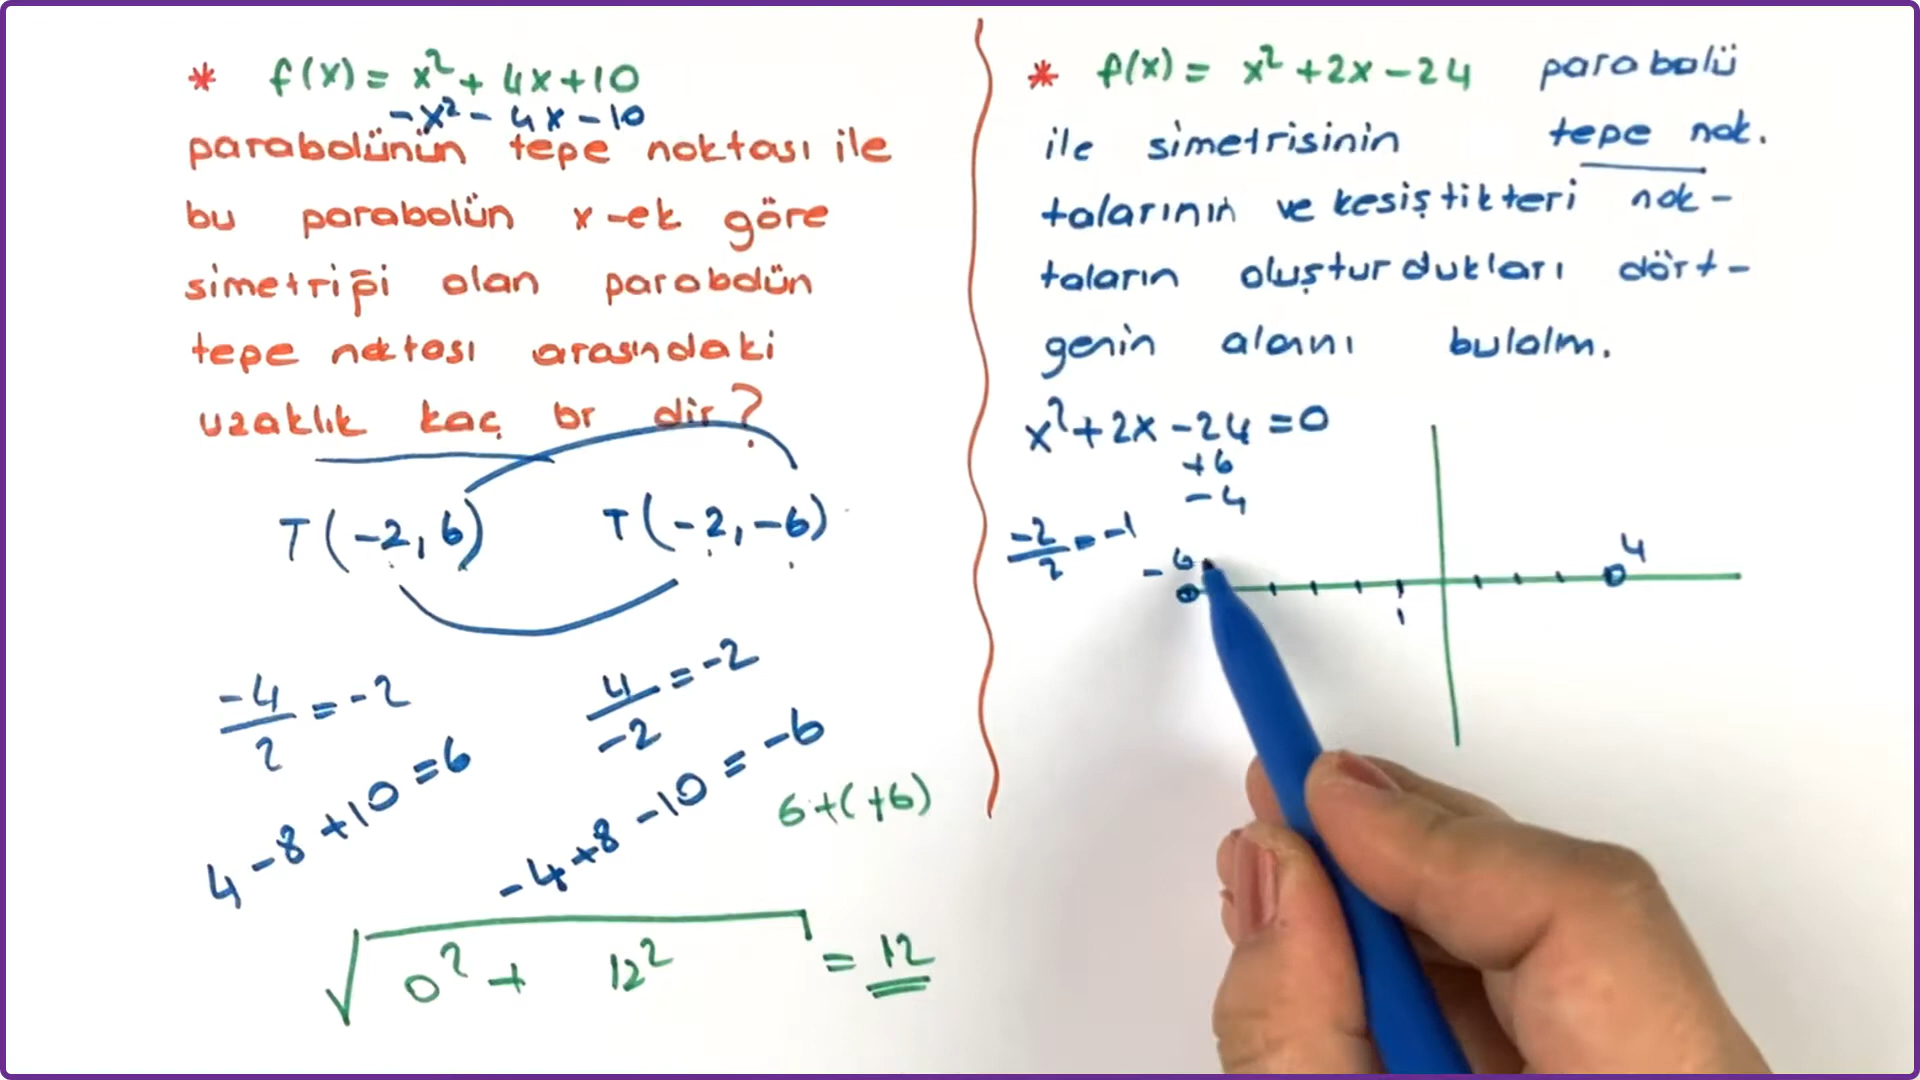 * f(x) = x² + 4x + 10
-x² - 4x - 10
parabolünün tepe noktası ile
bu parabolün x-ek göre
simetriği olan parabolün
tepe noktası arasındaki
uzaklık kaç br dir?
T(-2, 6) T(-2, -6)
-4/2 = -2
4 - 8 + 10 = 6
4/-2 = -2
-4 + 8 - 10 = -6
6 + (+6)
√(0² + 12²) = 12
* f(x) = x² + 2x - 24 parabolü
ile simetrisinin tepe nok.
talarının ve kesiştikleri nok-
taların oluşturdukları dört-
genin alanı bulalım.
x² + 2x - 24 = 0
+6
-4
-2/2 = -1
-6
4